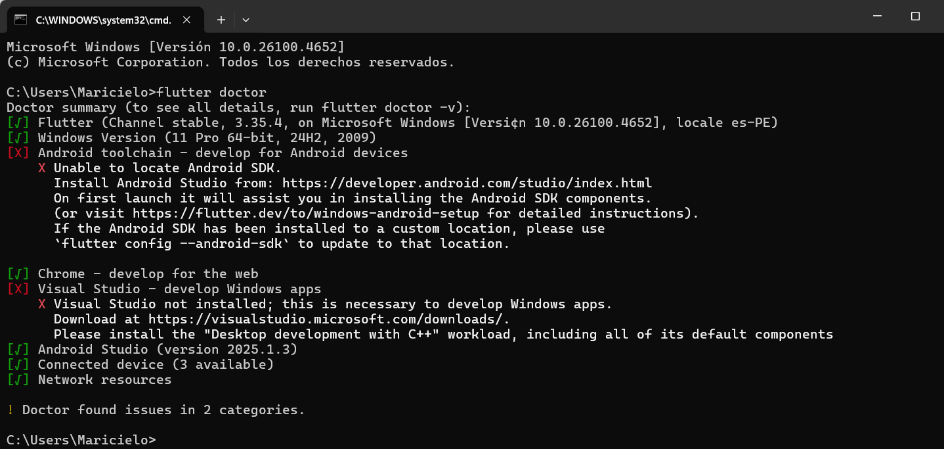 C:\WINDOWS\system32\cmd.
Microsoft Windows [Versión 10.0.26100.4652]
(c) Microsoft Corporation. Todos los derechos reservados.
C:\Users\Maricielo>flutter doctor
Doctor summary (to see all details, run flutter doctor -v):
[√] Flutter (Channel stable, 3.35.4, on Microsoft Windows [Versi¢n 10.0.26100.4652], locale es-PE)
[√] Windows Version (11 Pro 64-bit, 24H2, 2009)
[X] Android toolchain - develop for Android devices
X Unable to locate Android SDK.
Install Android Studio from: https://developer.android.com/studio/index.html
On first launch it will assist you in installing the Android SDK components.
(or visit https://flutter.dev/to/windows-android-setup for detailed instructions).
If the Android SDK has been installed to a custom location, please use
`flutter config --android-sdk` to update to that location.
[√] Chrome - develop for the web
[X] Visual Studio - develop Windows apps
X Visual Studio not installed; this is necessary to develop Windows apps.
Download at https://visualstudio.microsoft.com/downloads/.
Please install the "Desktop development with C++" workload, including all of its default components
[√] Android Studio (version 2025.1.3)
[√] Connected device (3 available)
[√] Network resources
! Doctor found issues in 2 categories.
C:\Users\Maricielo>